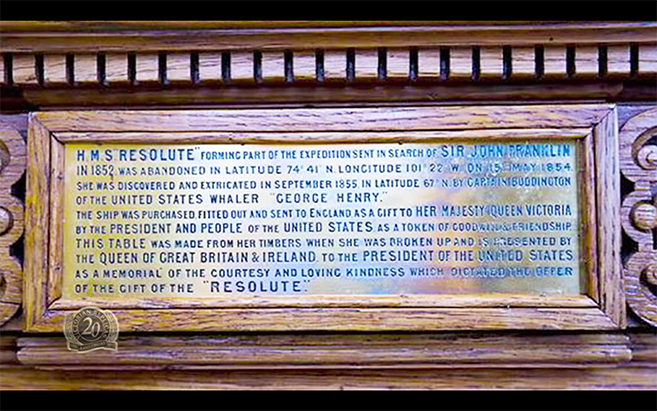 H.M.S. "RESOLUTE" FORMING PART OF THE EXPEDITION SENT IN SEARCH OF SIR JOHN FRANKLIN
IN 1852, WAS ABANDONED IN LATITUDE 74° 41' N. LONGITUDE 101° 22' W. ON 15TH MAY 1854.
SHE WAS DISCOVERED AND EXTRICATED IN SEPTEMBER 1855, IN LATITUDE 67° N. BY CAPTAIN BUDDINGTON
OF THE UNITED STATES WHALER "GEORGE HENRY."
THE SHIP WAS PURCHASED, FITTED OUT AND SENT TO ENGLAND, AS A GIFT TO HER MAJESTY QUEEN VICTORIA
BY THE PRESIDENT AND PEOPLE OF THE UNITED STATES, AS A TOKEN OF GOODWILL & FRIENDSHIP.
THIS TABLE WAS MADE FROM HER TIMBERS WHEN SHE WAS BROKEN UP AND IS PRESENTED BY
THE QUEEN OF GREAT BRITAIN & IRELAND, TO THE PRESIDENT OF THE UNITED STATES
AS A MEMORIAL OF THE COURTESY AND LOVING KINDNESS WHICH DICTATED THE OFFER
OF THE GIFT OF THE "RESOLUTE".
20